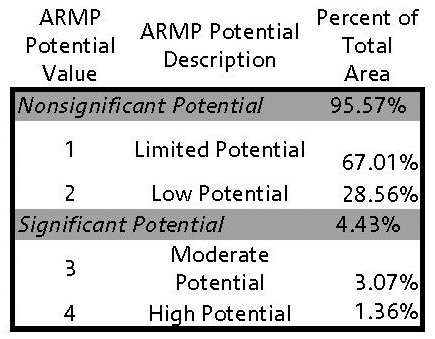 ARMP Potential Value ARMP Potential Description Percent of Total Area
Nonsignificant Potential 95.57%
1 Limited Potential 67.01%
2 Low Potential 28.56%
Significant Potential 4.43%
3 Moderate Potential 3.07%
4 High Potential 1.36%